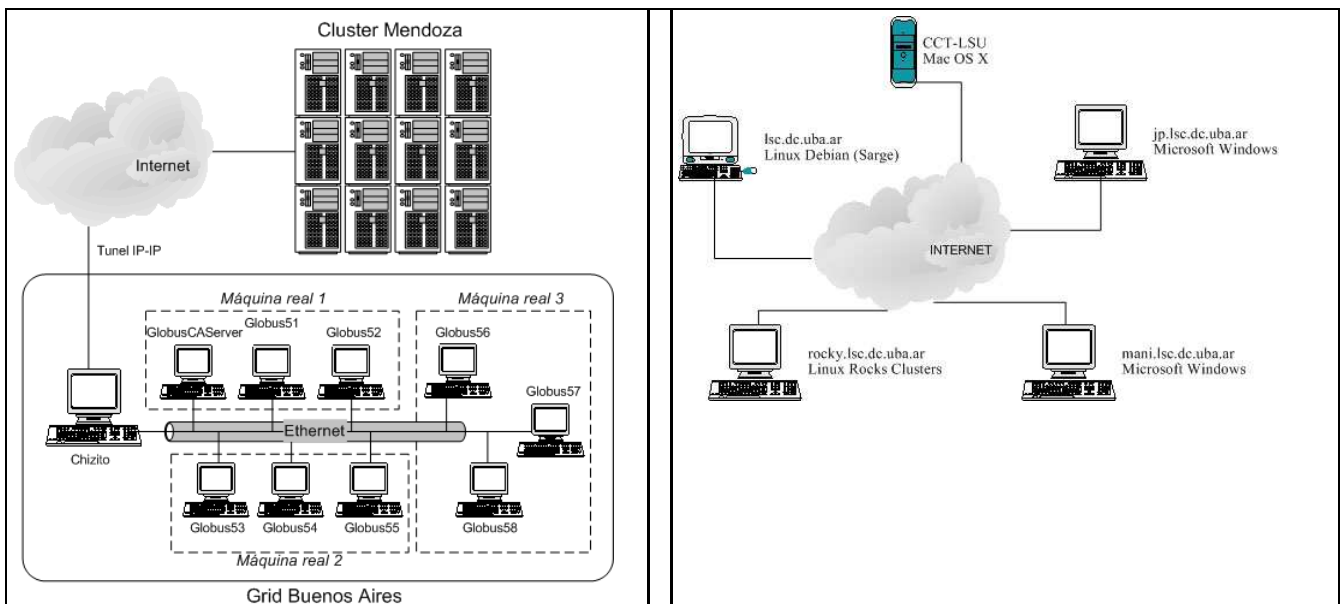 Cluster Mendoza
Internet
Tunel IP-IP
Máquina real 1
Máquina real 3
GlobusCAServer
Globus51
Globus52
Globus56
Globus57
Ethernet
Chizito
Globus53
Globus54
Globus55
Globus58
Máquina real 2
Grid Buenos Aires
CCT-LSU
Mac OS X
lsc.dc.uba.ar
Linux Debian (Sarge)
jp.lsc.dc.uba.ar
Microsoft Windows
INTERNET
rocky.lsc.dc.uba.ar
Linux Rocks Clusters
mani.lsc.dc.uba.ar
Microsoft Windows